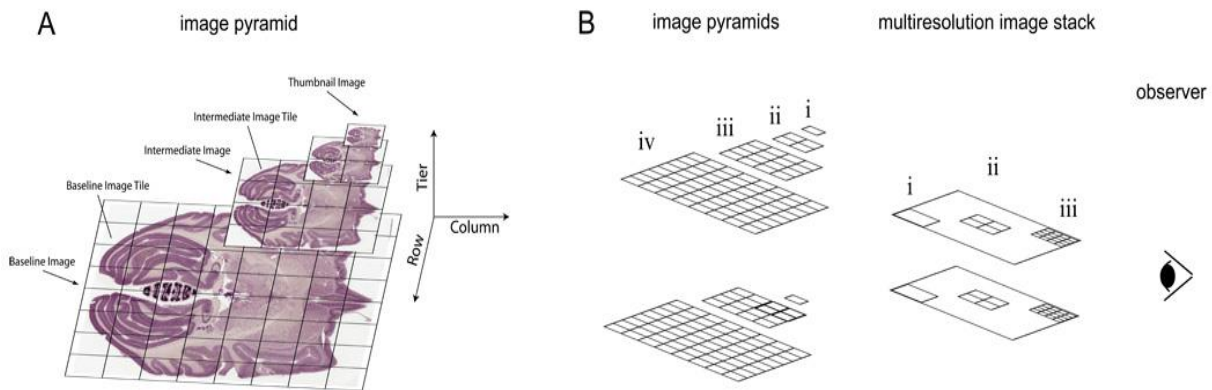 A
image pyramid
Thumbnail Image
Intermediate Image Tile
Intermediate Image
Baseline Image Tile
Baseline Image
Tier
Column
Row
B
image pyramids
multiresolution image stack
observer
iv
iii
ii
i
i
ii
iii